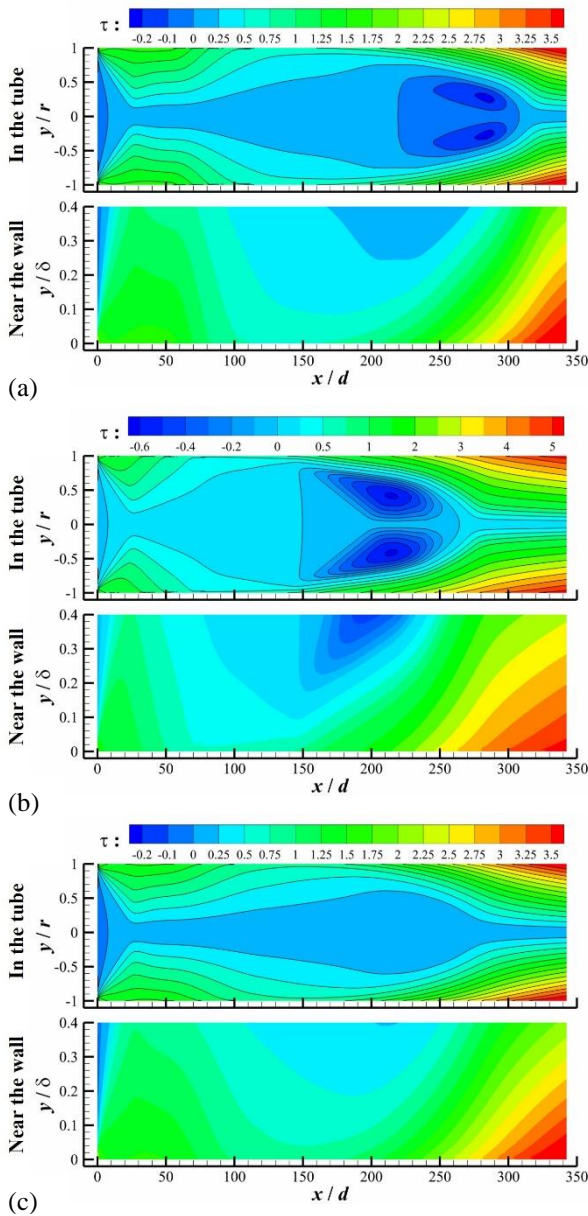 τ :
-0.2 -0.1 0 0.25 0.5 0.75 1 1.25 1.5 1.75 2 2.25 2.5 2.75 3 3.25 3.5
In the tube
y / r
1
0.5
0
-0.5
-1
Near the wall
y / δ
0.4
0.3
0.2
0.1
0
0 50 100 150 200 250 300 350
x / d
(a)
τ :
-0.6 -0.4 -0.2 0 0.5 1 2 3 4 5
In the tube
y / r
1
0.5
0
-0.5
-1
Near the wall
y / δ
0.4
0.3
0.2
0.1
0
0 50 100 150 200 250 300 350
x / d
(b)
τ :
-0.2 -0.1 0 0.25 0.5 0.75 1 1.25 1.5 1.75 2 2.25 2.5 2.75 3 3.25 3.5
In the tube
y / r
1
0.5
0
-0.5
-1
Near the wall
y / δ
0.4
0.3
0.2
0.1
0
0 50 100 150 200 250 300 350
x / d
(c)